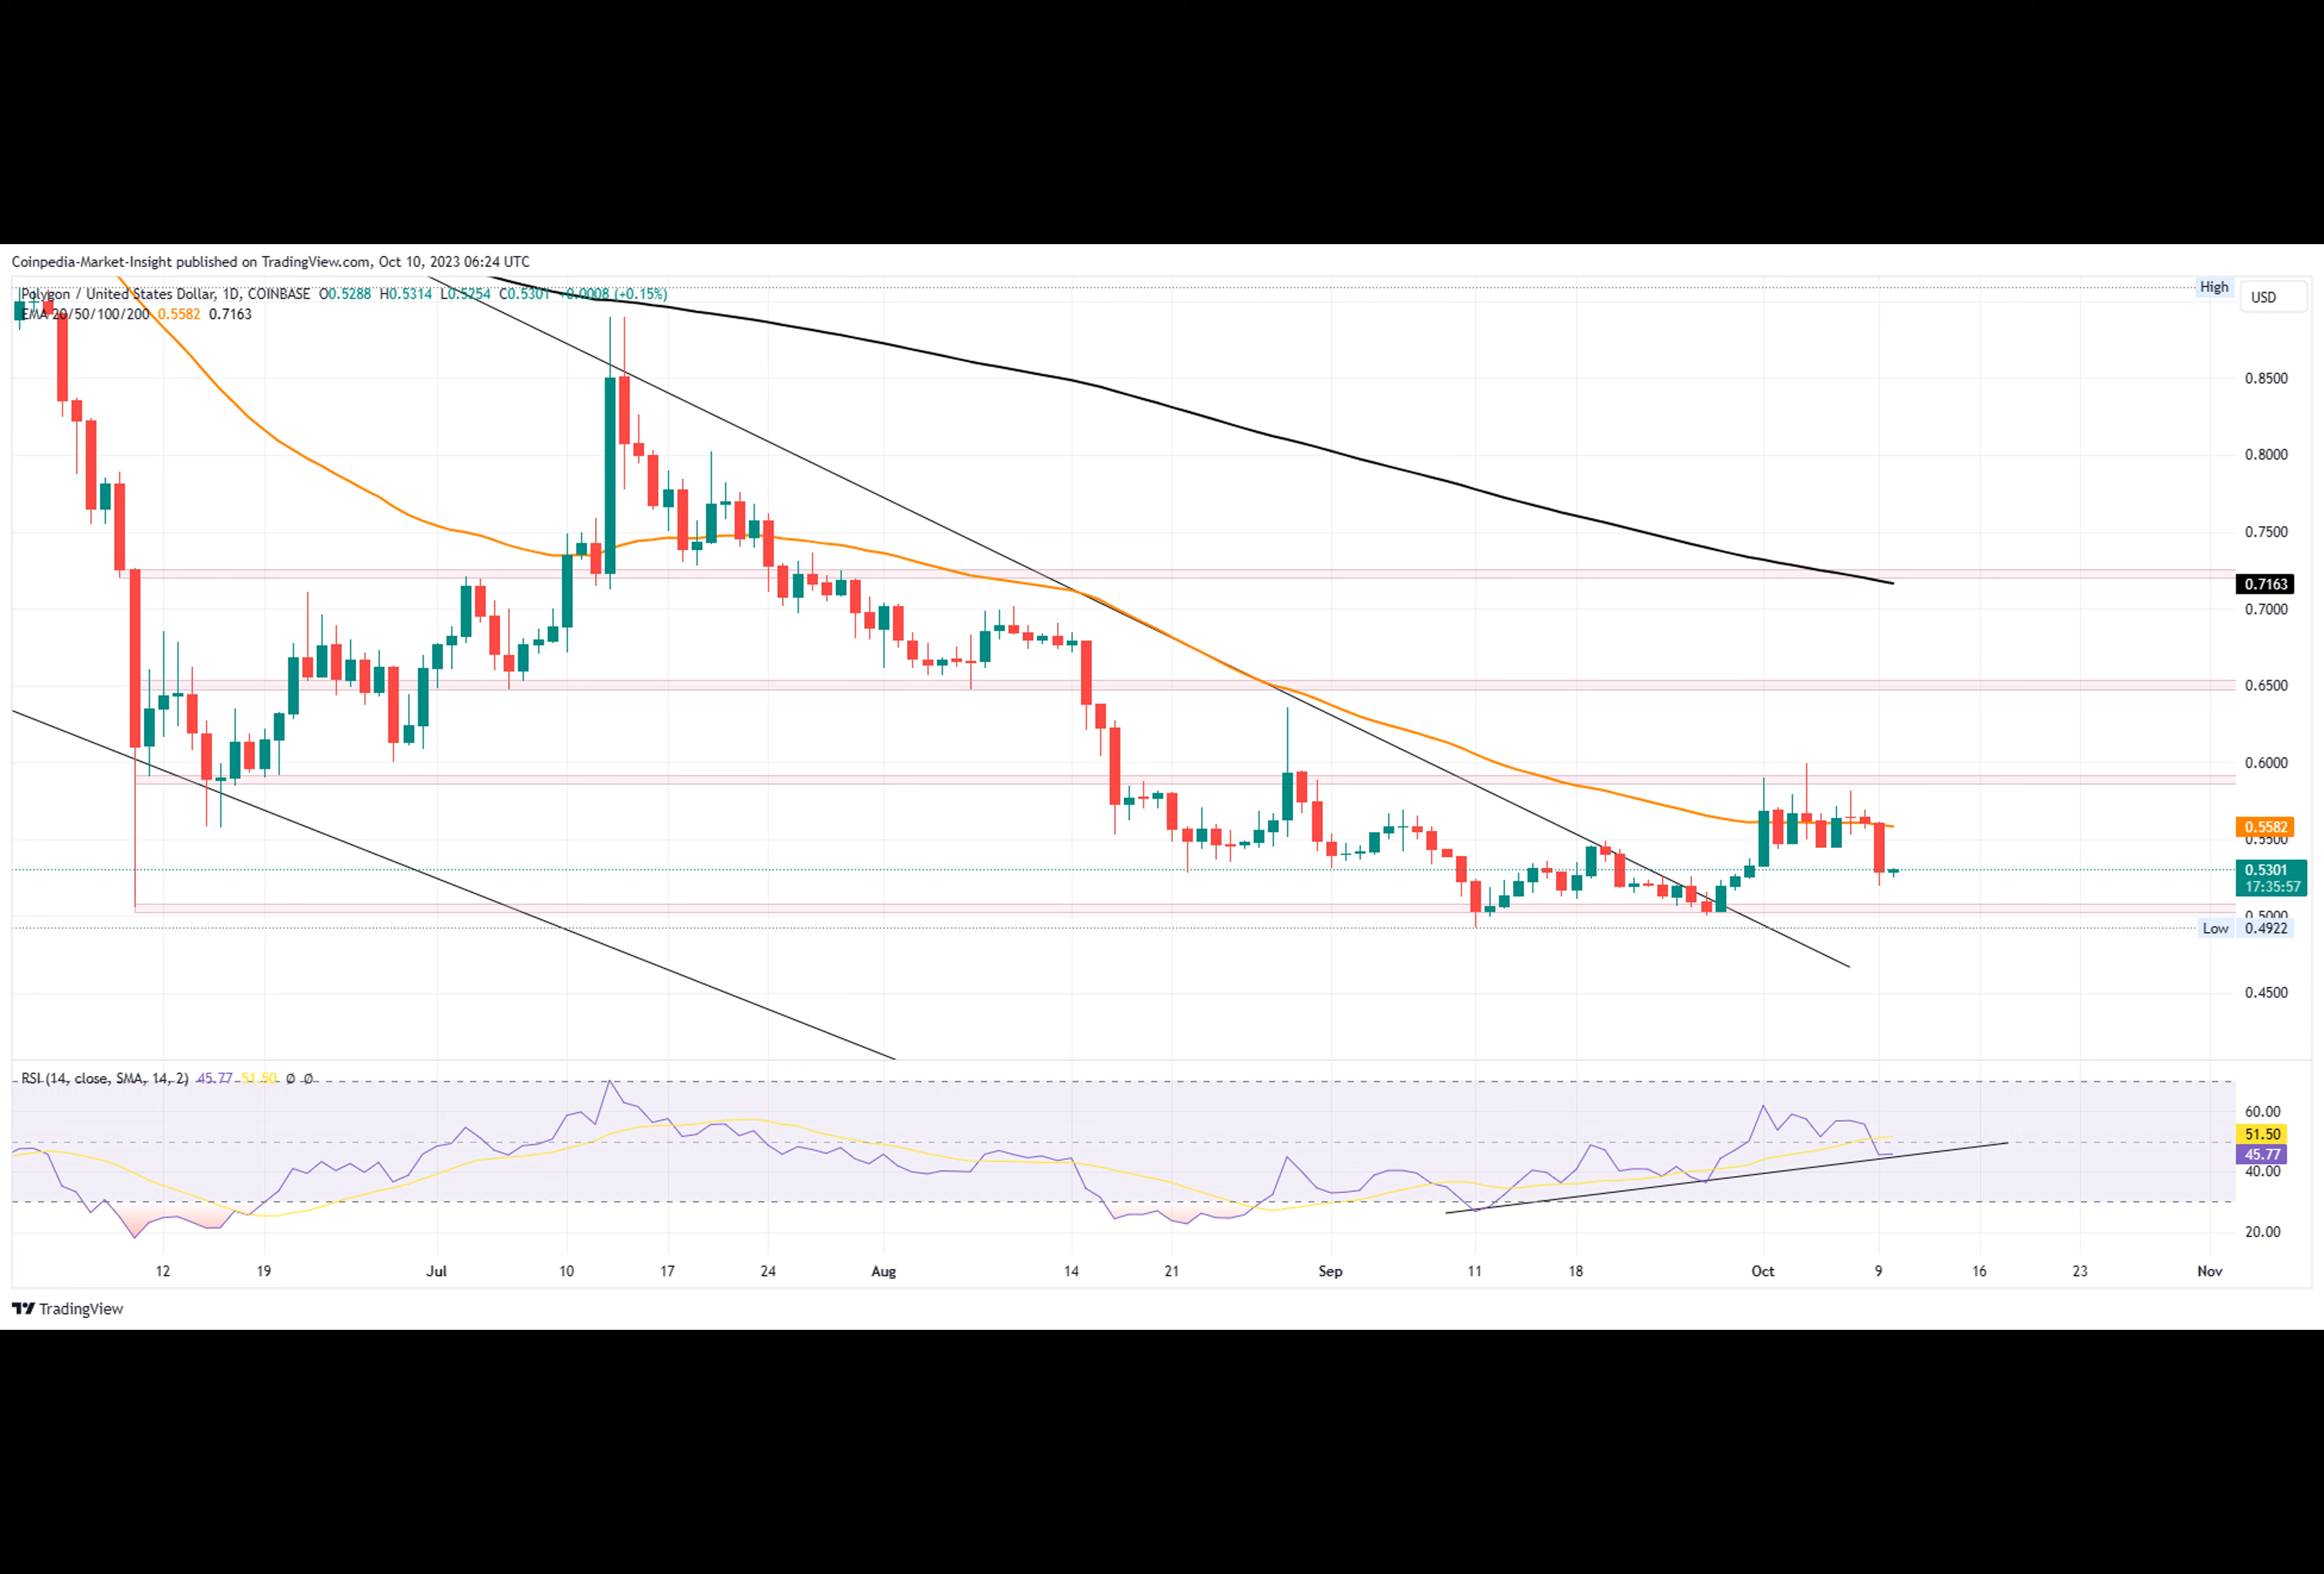 Coinpedia-Market-Insight published on TradingView.com, Oct 10, 2023 06:24 UTC
Polygon / United States Dollar, 1D, COINBASE O0.5288 H0.5314 L0.5254 C0.5301 +0.0008 (+0.15%)
EMA 20/50/100/200 0.5582 0.7163
High
USD
0.8500
0.8000
0.7500
0.7163
0.7000
0.6500
0.6000
0.5582
0.5500
0.5301
17:35:57
0.5000
Low 0.4922
0.4500
RSI (14, close, SMA, 14, 2) 45.77 51.50 Ø Ø
60.00
51.50
45.77
40.00
20.00
12 19 Jul 10 17 24 Aug 14 21 Sep 11 18 Oct 9 16 23 Nov
TradingView